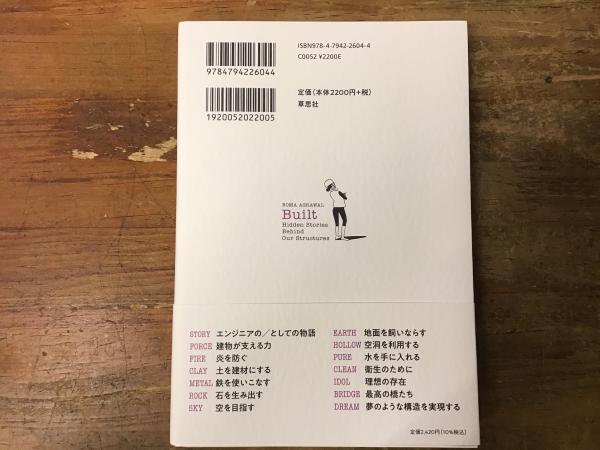 ISBN978-4-7942-2604-4
C0052 ¥2200E
9784794226044
定価(本体2200円+税)
草思社
1920052022005
ROMA AGRAWAL
Built
Hidden Stories
Behind
Our Structures
STORY エンジニアの/としての物語
FORCE 建物が支える力
FIRE 炎を防ぐ
CLAY 土を建材にする
METAL 鉄を使いこなす
ROCK 石を生み出す
SKY 空を目指す
EARTH 地面を飼いならす
HOLLOW 空洞を利用する
PURE 水を手に入れる
CLEAN 衛生のために
IDOL 理想の存在
BRIDGE 最高の橋たち
DREAM 夢のような構造を実現する
定価2,420円(10%税込)